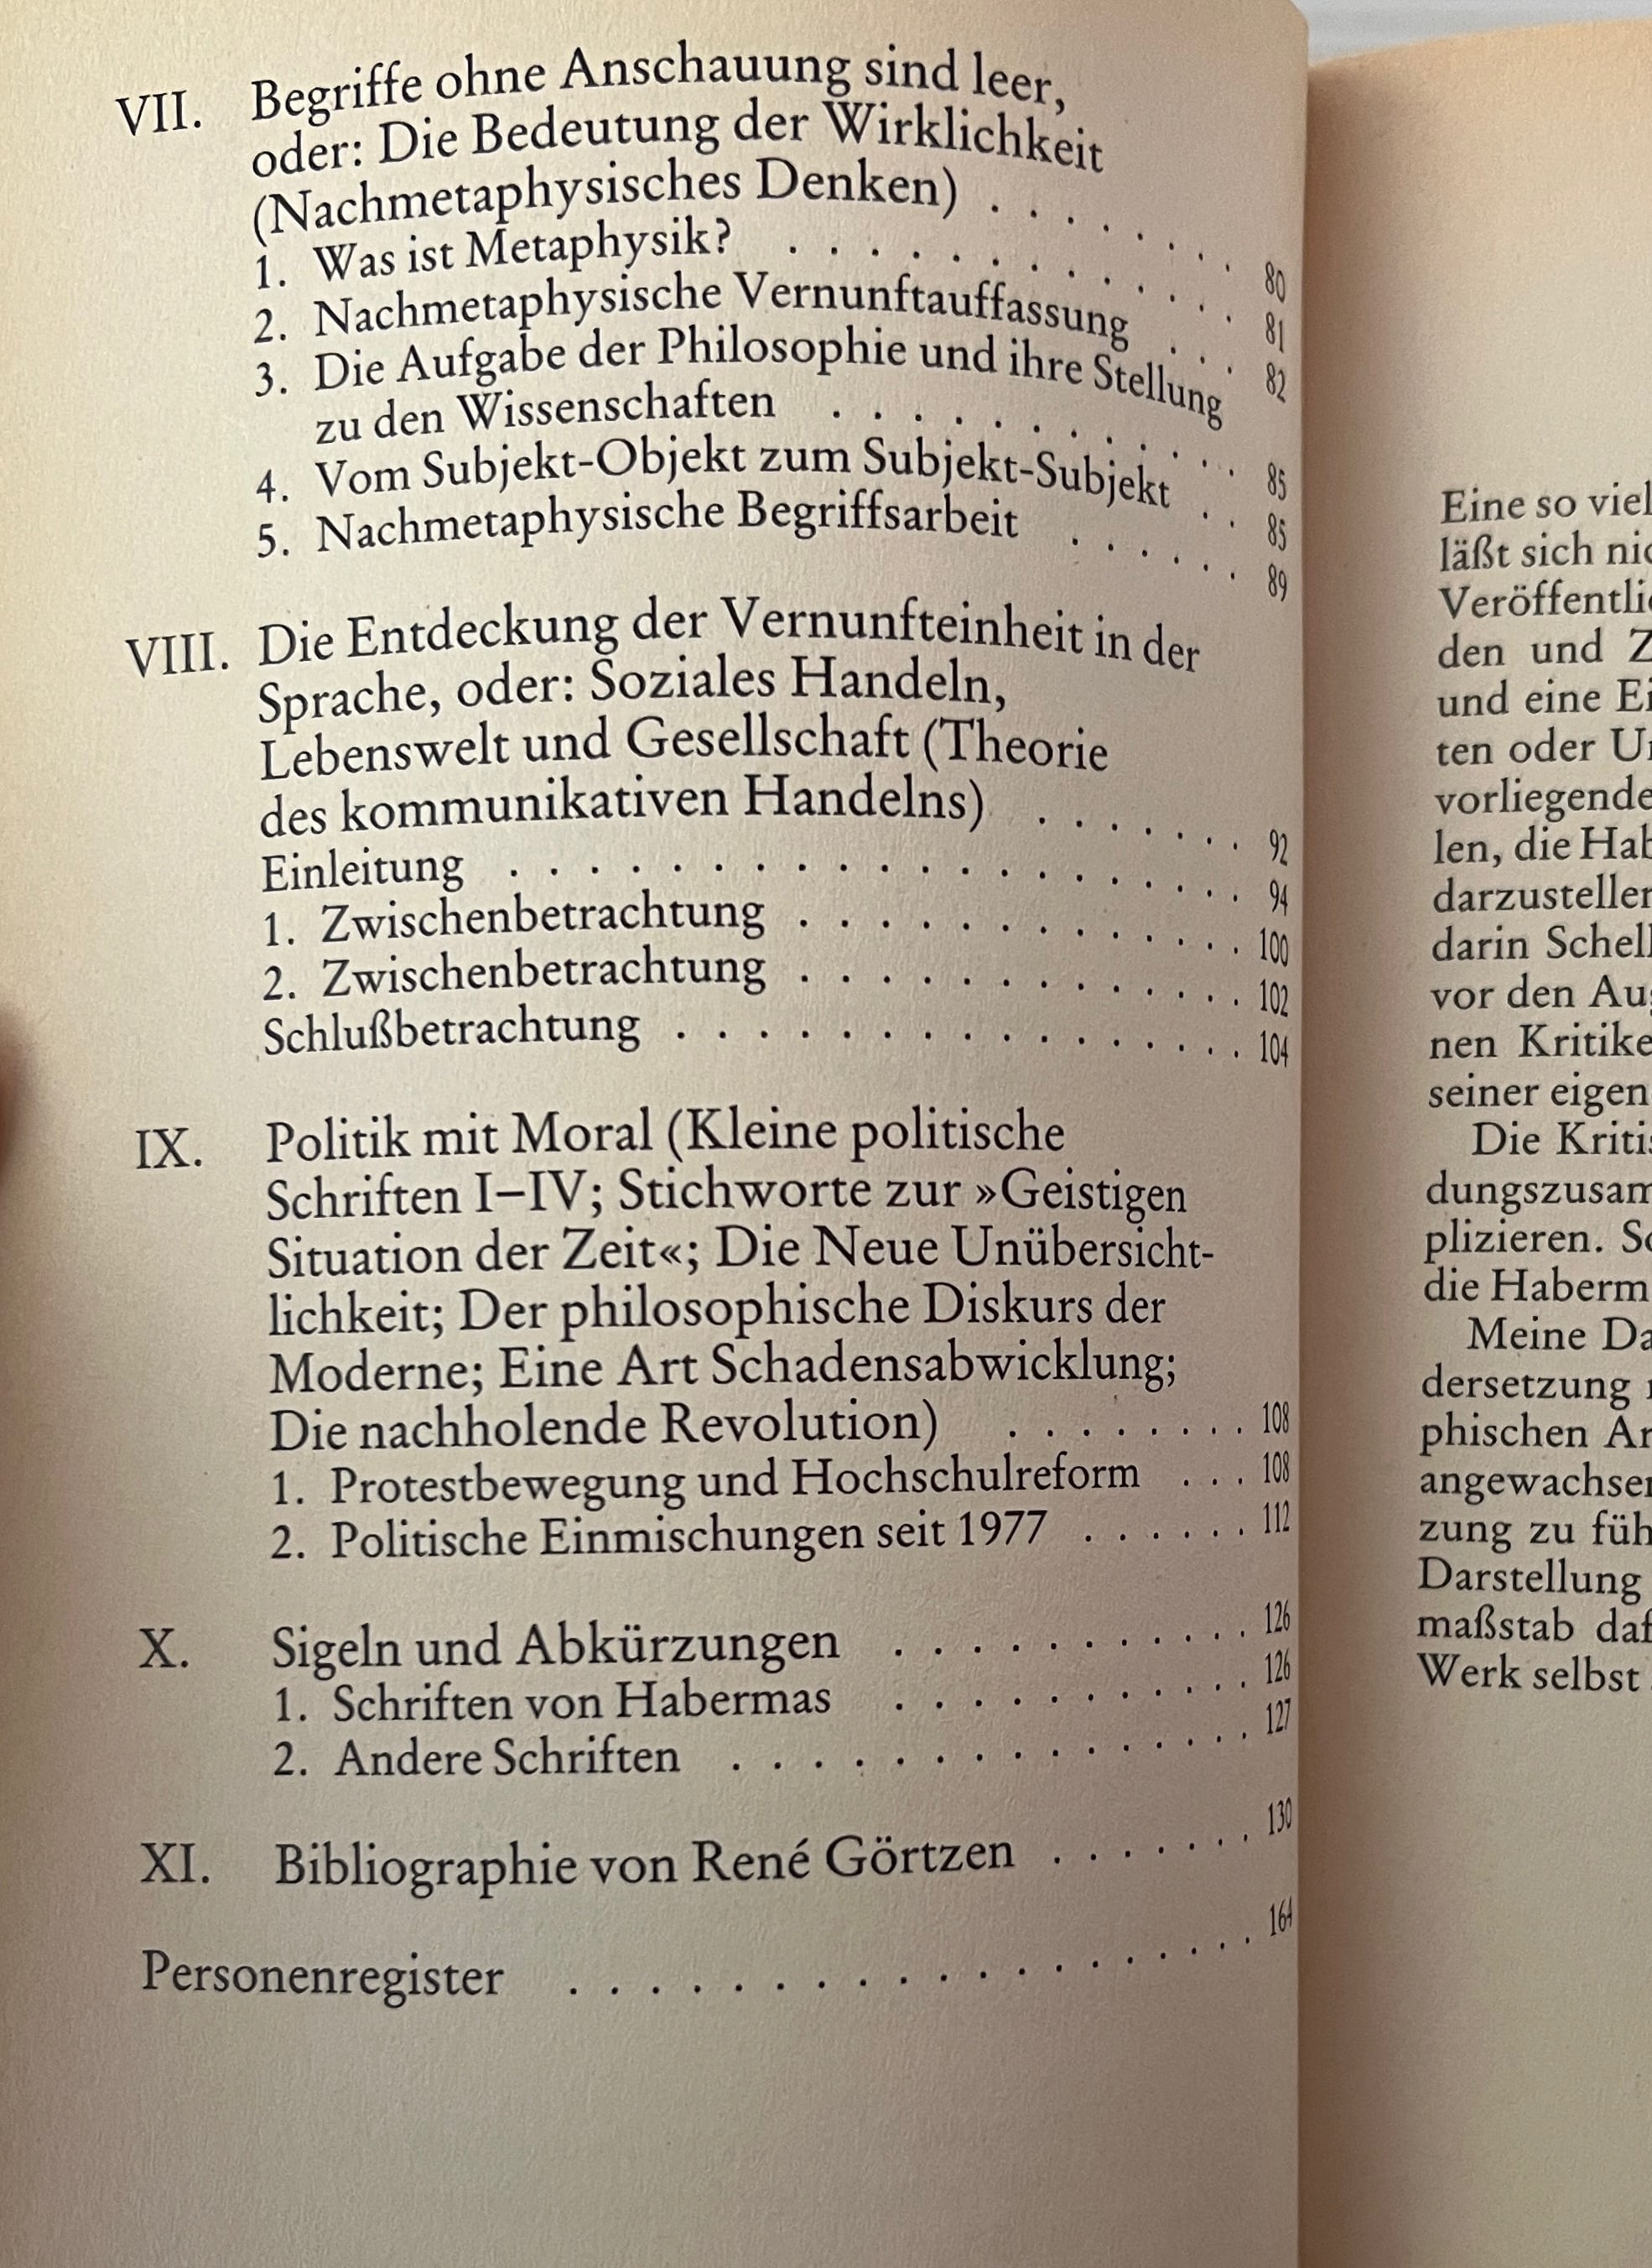 VII. Begriffe ohne Anschauung sind leer,
oder: Die Bedeutung der Wirklichkeit
(Nachmetaphysisches Denken) . . . . . . . 80
1. Was ist Metaphysik? . . . . . . . . . . . . 81
2. Nachmetaphysische Vernunftauffassung . . . 82
3. Die Aufgabe der Philosophie und ihre Stellung
zu den Wissenschaften . . . . . . . . . . . 85
4. Vom Subjekt-Objekt zum Subjekt-Subjekt . . 85
5. Nachmetaphysische Begriffsarbeit . . . . . . 89
VIII. Die Entdeckung der Vernunfteinheit in der
Sprache, oder: Soziales Handeln,
Lebenswelt und Gesellschaft (Theorie
des kommunikativen Handelns) . . . . . . . 92
Einleitung . . . . . . . . . . . . . . . . . . . 94
1. Zwischenbetrachtung . . . . . . . . . . . . 100
2. Zwischenbetrachtung . . . . . . . . . . . . 102
Schlußbetrachtung . . . . . . . . . . . . . . . 104
IX. Politik mit Moral (Kleine politische
Schriften I–IV; Stichworte zur »Geistigen
Situation der Zeit«; Die Neue Unübersicht-
lichkeit; Der philosophische Diskurs der
Moderne; Eine Art Schadensabwicklung;
Die nachholende Revolution) . . . . . . . . 108
1. Protestbewegung und Hochschulreform . . . 108
2. Politische Einmischungen seit 1977 . . . . . . 112
X. Sigeln und Abkürzungen . . . . . . . . . . . 126
1. Schriften von Habermas . . . . . . . . . . . 126
2. Andere Schriften . . . . . . . . . . . . . . . 127
XI. Bibliographie von René Görtzen . . . . . . . 130
Personenregister . . . . . . . . . . . . . . . . . . 164
Eine so viel
läßt sich
Veröffentli
den und Z
und eine
ten oder
vorliegende
len, die Hab
darzustellen
darin Schell
vor den
nen Kritike
seiner eigen
Die Kritis
dungszusam
plizieren.
die Haberm
Meine Da
dersetzung
phischen
angewachsen
zung zu füh
Darstellung
maßstab
Werk selbst